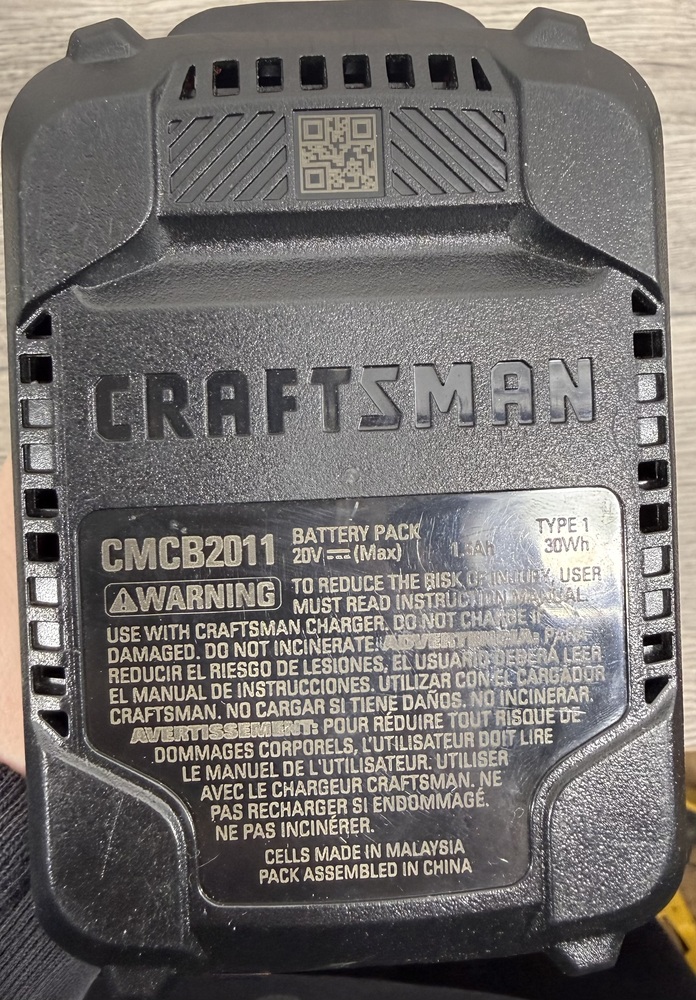 CRAFTSMAN
CMCB2011
BATTERY PACK
20V (Max) 1.5Ah
TYPE 1
30Wh
WARNING
TO REDUCE THE RISK OF INJURY, USER
MUST READ INSTRUCTION MANUAL.
USE WITH CRAFTSMAN CHARGER. DO NOT CHARGE IF
DAMAGED. DO NOT INCINERATE. ADVERTENCIA: PARA
REDUCIR EL RIESGO DE LESIONES, EL USUARIO DEBERÁ LEER
EL MANUAL DE INSTRUCCIONES. UTILIZAR CON EL CARGADOR
CRAFTSMAN. NO CARGAR SI TIENE DAÑOS. NO INCINERAR.
AVERTISSEMENT: POUR RÉDUIRE TOUT RISQUE DE
DOMMAGES CORPORELS, L'UTILISATEUR DOIT LIRE
LE MANUEL DE L'UTILISATEUR. UTILISER
AVEC LE CHARGEUR CRAFTSMAN. NE
PAS RECHARGER SI ENDOMMAGÉ.
NE PAS INCINÉRER.
CELLS MADE IN MALAYSIA
PACK ASSEMBLED IN CHINA